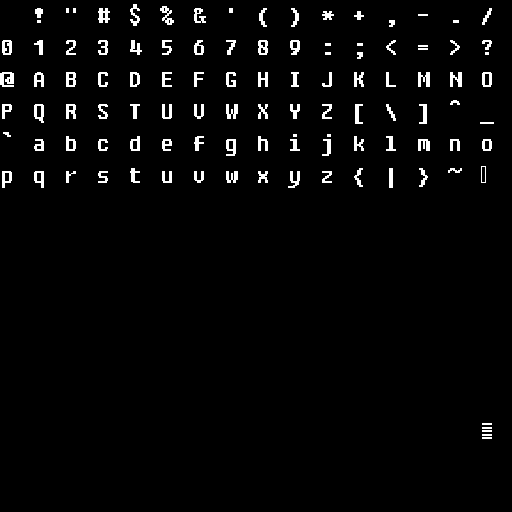 ! " # $ % & ' ( ) * + , - . /
0 1 2 3 4 5 6 7 8 9 : ; < = > ?
@ A B C D E F G H I J K L M N O
P Q R S T U V W X Y Z [ \ ] ^ _
` a b c d e f g h i j k l m n o
p q r s t u v w x y z { | } ~